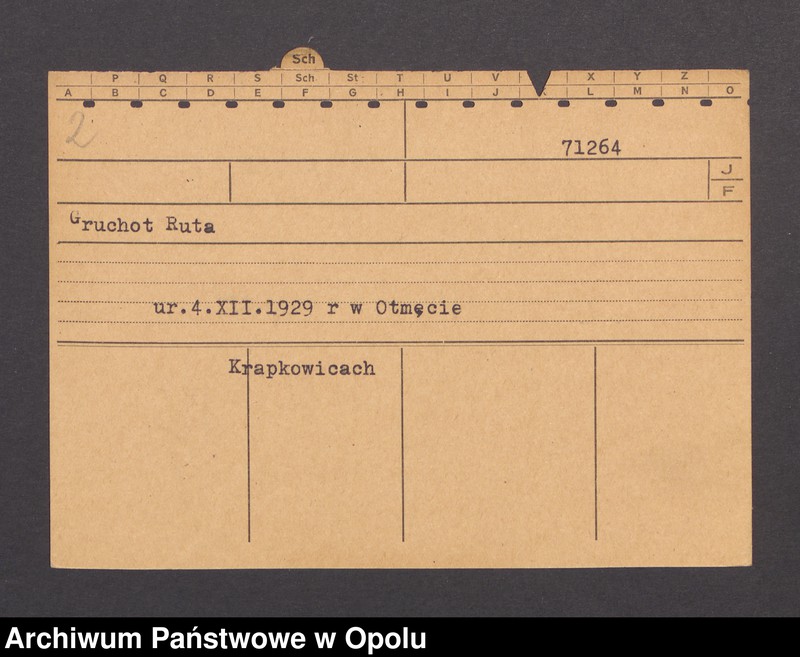 Sch
P Q R S Sch St T U V X Y Z
A B C D E F G H I J L M N O
2
71264
J
F
Gruchot Ruta
ur.4.XII.1929 r w Otmęcie
Krapkowicach
Archiwum Państwowe w Opolu